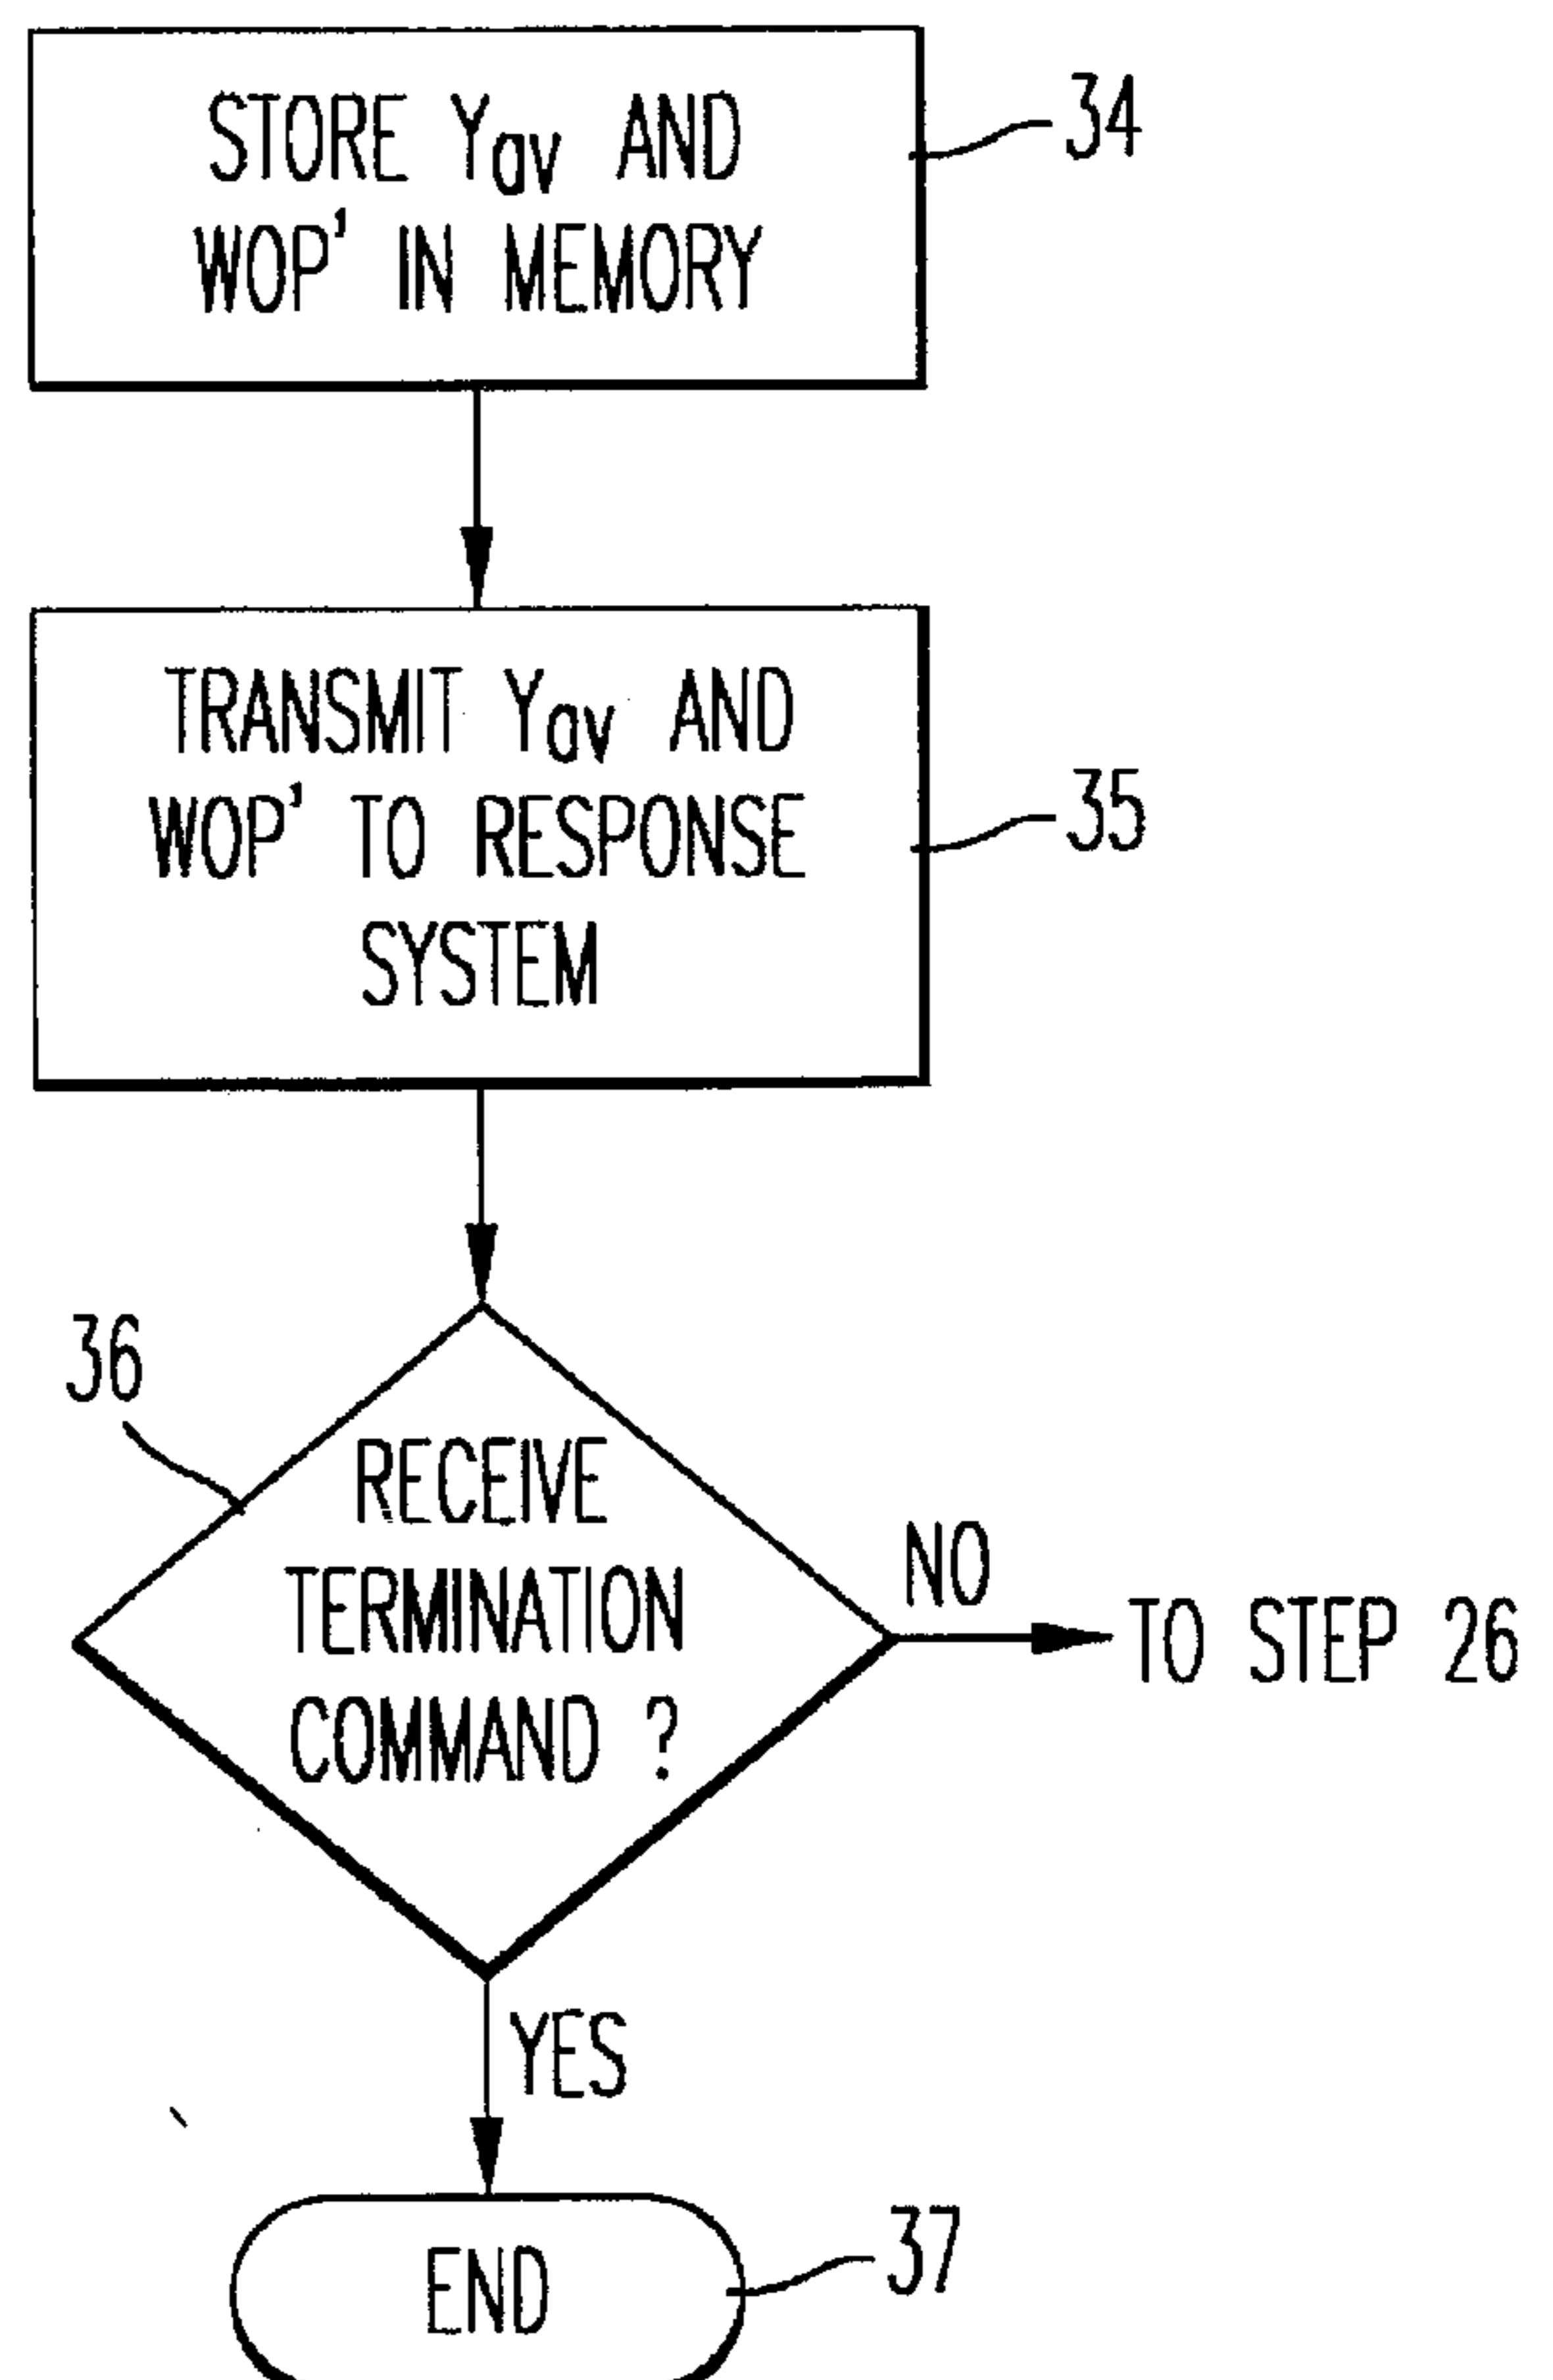 STORE Yav AND
WOP' IN MEMORY
34
TRANSMIT Yav AND
WOP' TO RESPONSE
SYSTEM
35
36
RECEIVE
TERMINATION
COMMAND ?
NO
TO STEP 26
YES
END
37